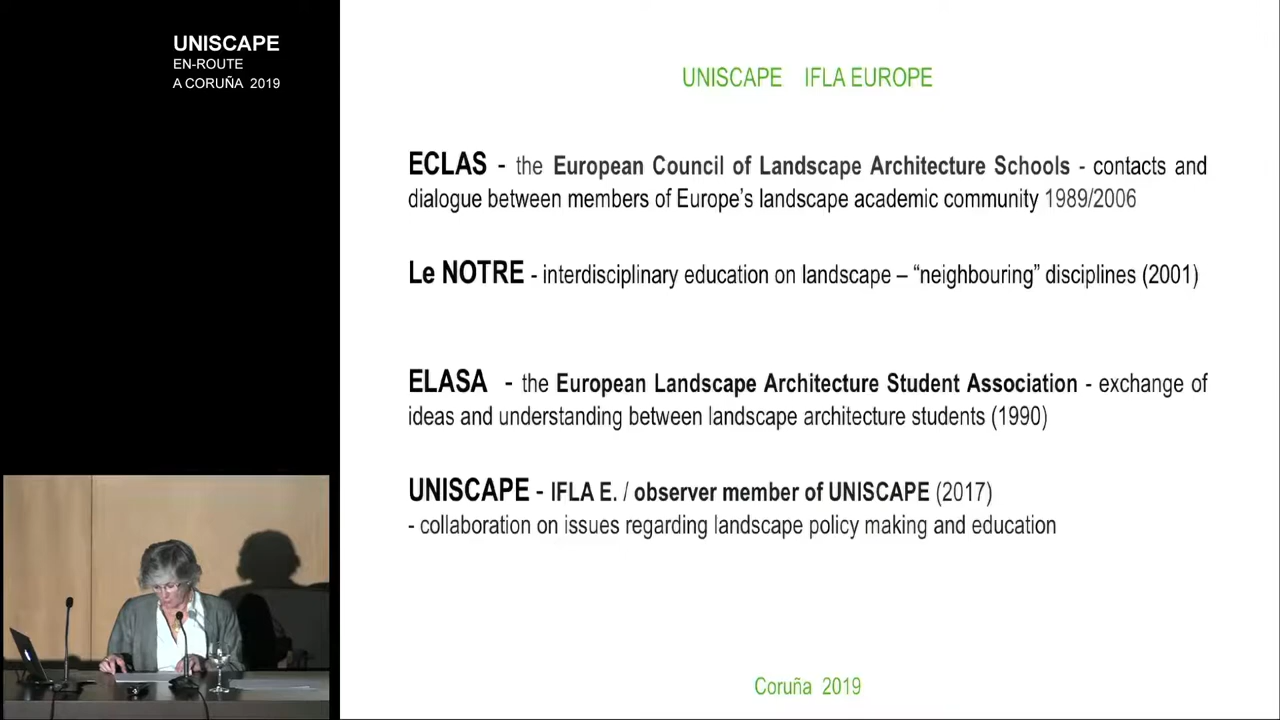 UNISCAPE
EN-ROUTE
A CORUÑA 2019
UNISCAPE IFLA EUROPE
ECLAS - the European Council of Landscape Architecture Schools - contacts and
dialogue between members of Europe's landscape academic community 1989/2006
Le NOTRE - interdisciplinary education on landscape – “neighbouring” disciplines (2001)
ELASA - the European Landscape Architecture Student Association - exchange of
ideas and understanding between landscape architecture students (1990)
UNISCAPE - IFLA E. / observer member of UNISCAPE (2017)
- collaboration on issues regarding landscape policy making and education
Coruña 2019